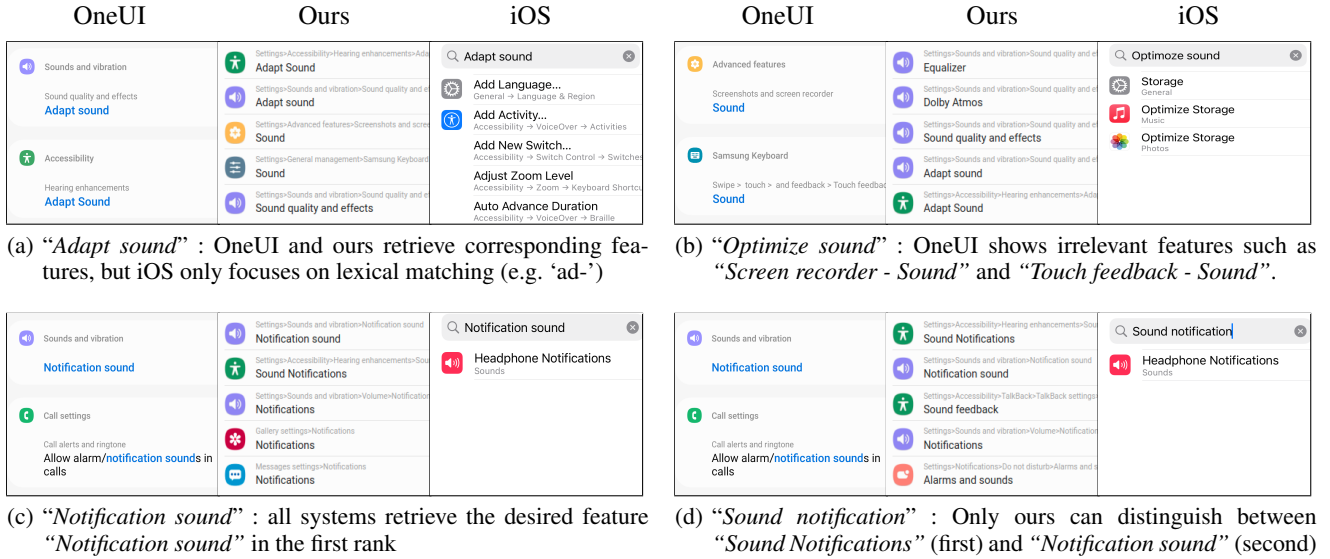 OneUI Ours iOS
Sounds and vibration
Sound quality and effects
Adapt sound
Accessibility
Hearing enhancements
Adapt Sound
Settings>Accessibility>Hearing enhancements>Ada
Adapt Sound
Settings>Sounds and vibration>Sound quality and ef
Adapt sound
Settings>Advanced features>Screenshots and scree
Sound
Settings>General management>Samsung Keyboard
Sound
Settings>Sounds and vibration>Sound quality and ef
Sound quality and effects
Adapt sound
Add Language...
General → Language & Region
Add Activity...
Accessibility → VoiceOver → Activities
Add New Switch...
Accessibility → Switch Control → Switches
Adjust Zoom Level
Accessibility → Zoom → Keyboard Shortcu
Auto Advance Duration
Accessibility → VoiceOver → Braille
(a) “Adapt sound” : OneUI and ours retrieve corresponding fea-
tures, but iOS only focuses on lexical matching (e.g. ‘ad-’)
OneUI Ours iOS
Advanced features
Screenshots and screen recorder
Sound
Samsung Keyboard
Swipe > touch > and feedback > Touch feedbac
Sound
Settings>Sounds and vibration>Sound quality and ef
Equalizer
Settings>Sounds and vibration>Sound quality and ef
Dolby Atmos
Settings>Sounds and vibration>Sound quality and ef
Sound quality and effects
Settings>Sounds and vibration>Sound quality and ef
Adapt sound
Settings>Accessibility>Hearing enhancements>Ada
Adapt Sound
Optimoze sound
Storage
General
Optimize Storage
Music
Optimize Storage
Photos
(b) “Optimize sound” : OneUI shows irrelevant features such as
“Screen recorder - Sound” and “Touch feedback - Sound”.
Sounds and vibration
Notification sound
Call settings
Call alerts and ringtone
Allow alarm/notification sounds in
calls
Settings>Sounds and vibration>Notification sound
Notification sound
Settings>Accessibility>Hearing enhancements>Sou
Sound Notifications
Settings>Sounds and vibration>Volume>Notification
Notifications
Gallery settings>Notifications
Notifications
Messages settings>Notifications
Notifications
Notification sound
Headphone Notifications
Sounds
(c) “Notification sound” : all systems retrieve the desired feature
“Notification sound” in the first rank
Sounds and vibration
Notification sound
Call settings
Call alerts and ringtone
Allow alarm/notification sounds in
calls
Settings>Accessibility>Hearing enhancements>Sou
Sound Notifications
Settings>Sounds and vibration>Notification sound
Notification sound
Settings>Accessibility>TalkBack>TalkBack settings>
Sound feedback
Settings>Sounds and vibration>Volume>Notification
Notifications
Settings>Notifications>Do not disturb>Alarms and s
Alarms and sounds
Sound notification
Headphone Notifications
Sounds
(d) “Sound notification” : Only ours can distinguish between
“Sound Notifications” (first) and “Notification sound” (second)